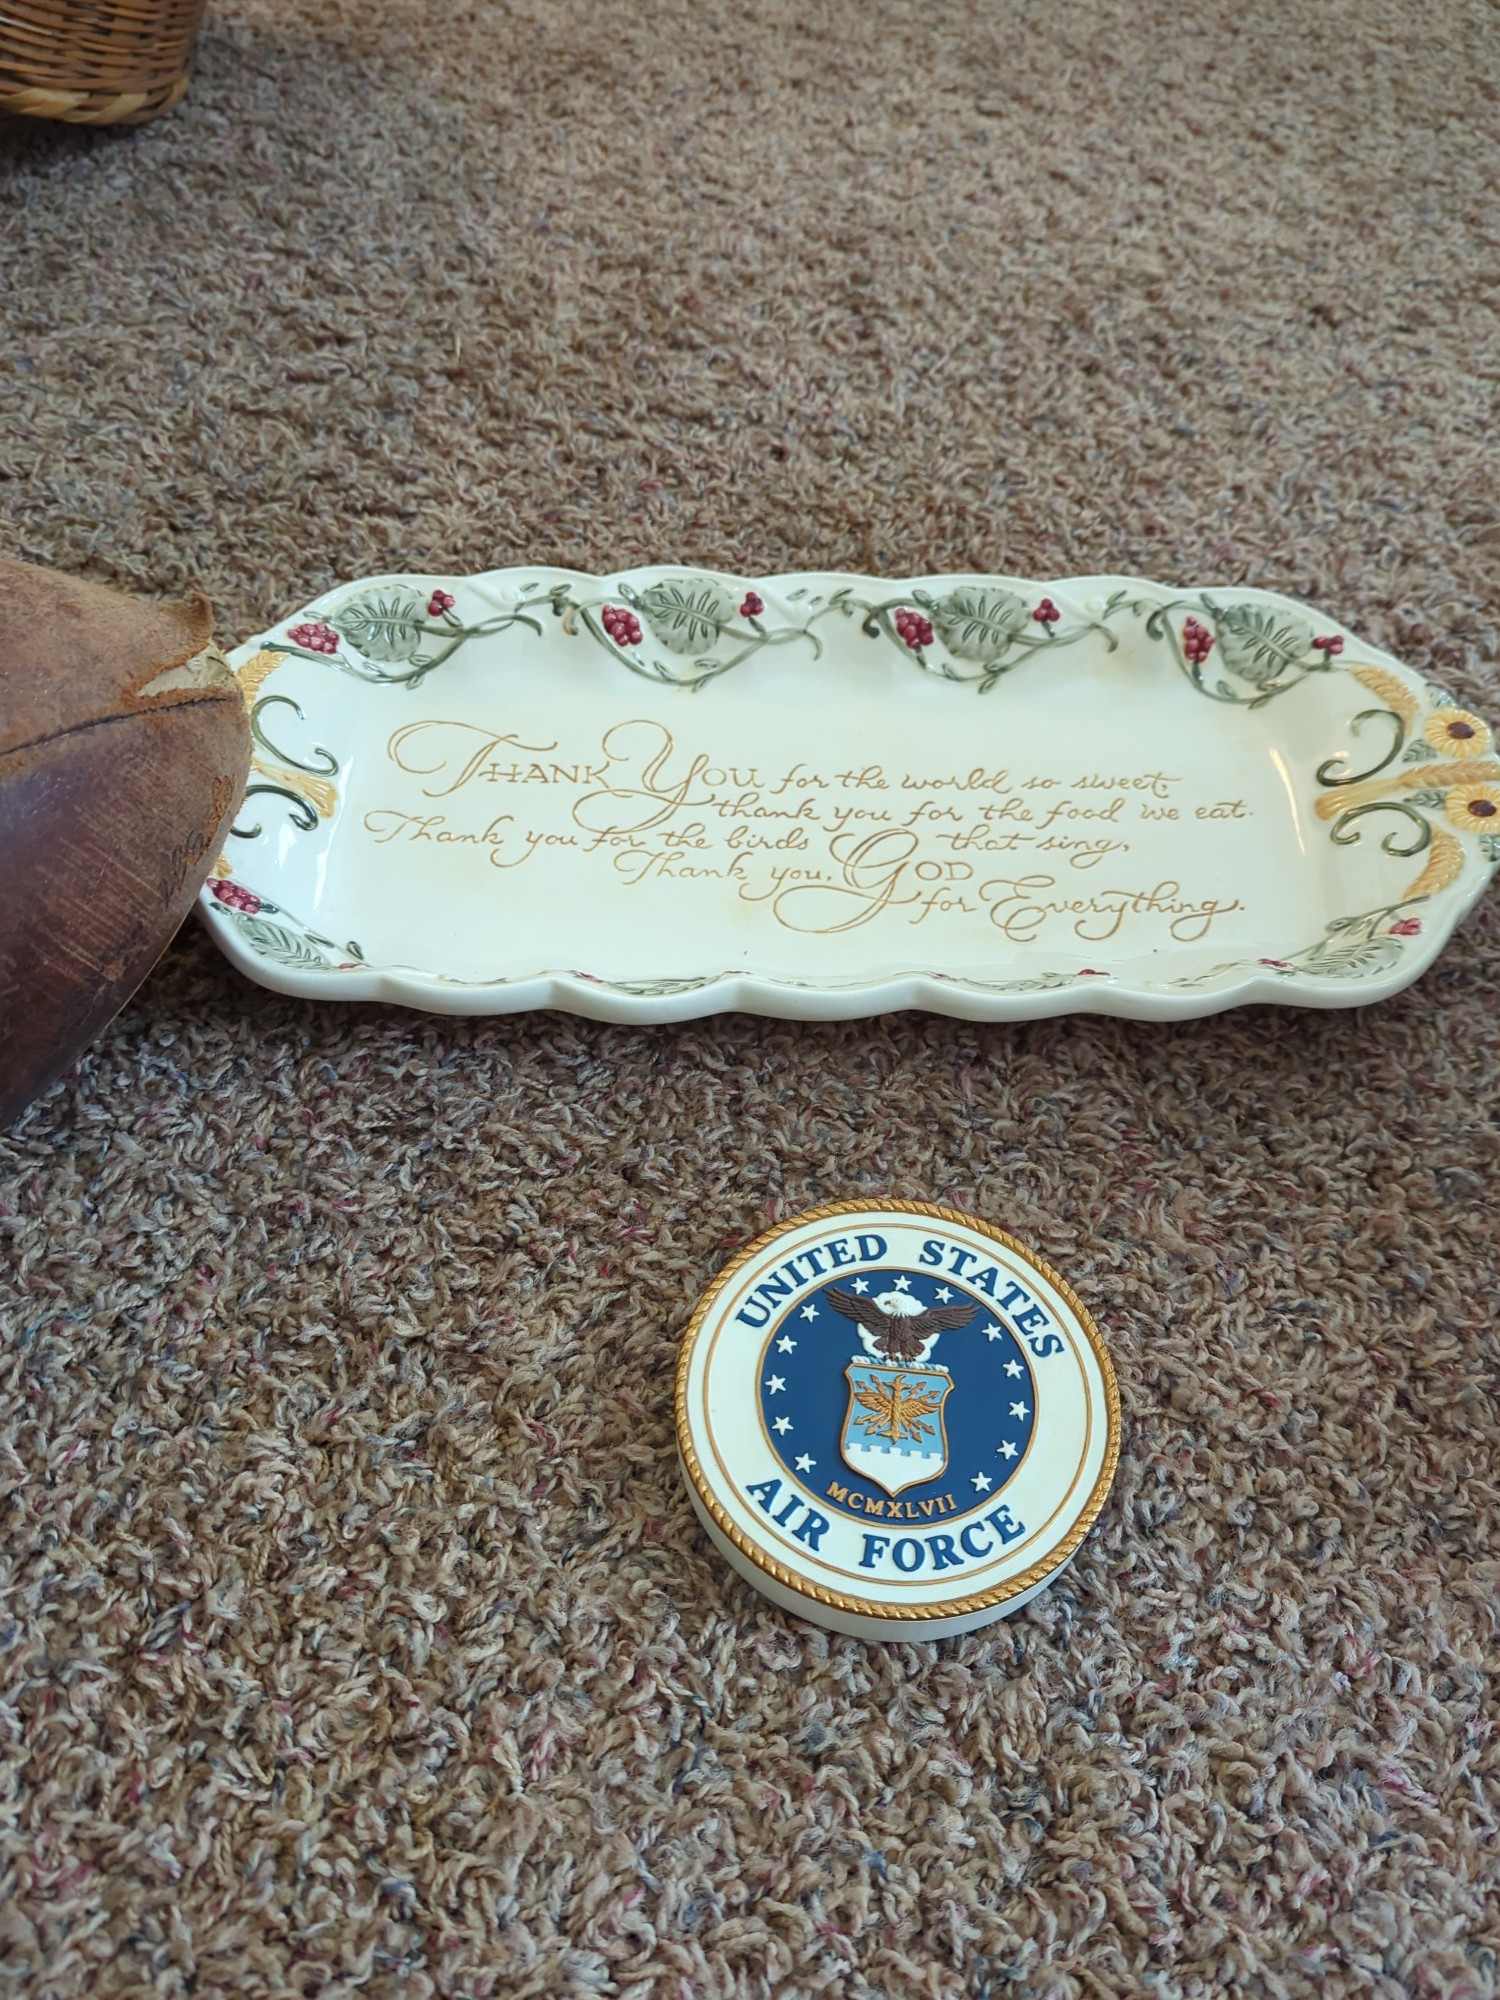 THANK YOU for the world so sweet,
thank you for the food we eat.
Thank you for the birds that sing,
Thank you, GOD
for Everything.
UNITED STATES
MCMXLVII
AIR FORCE